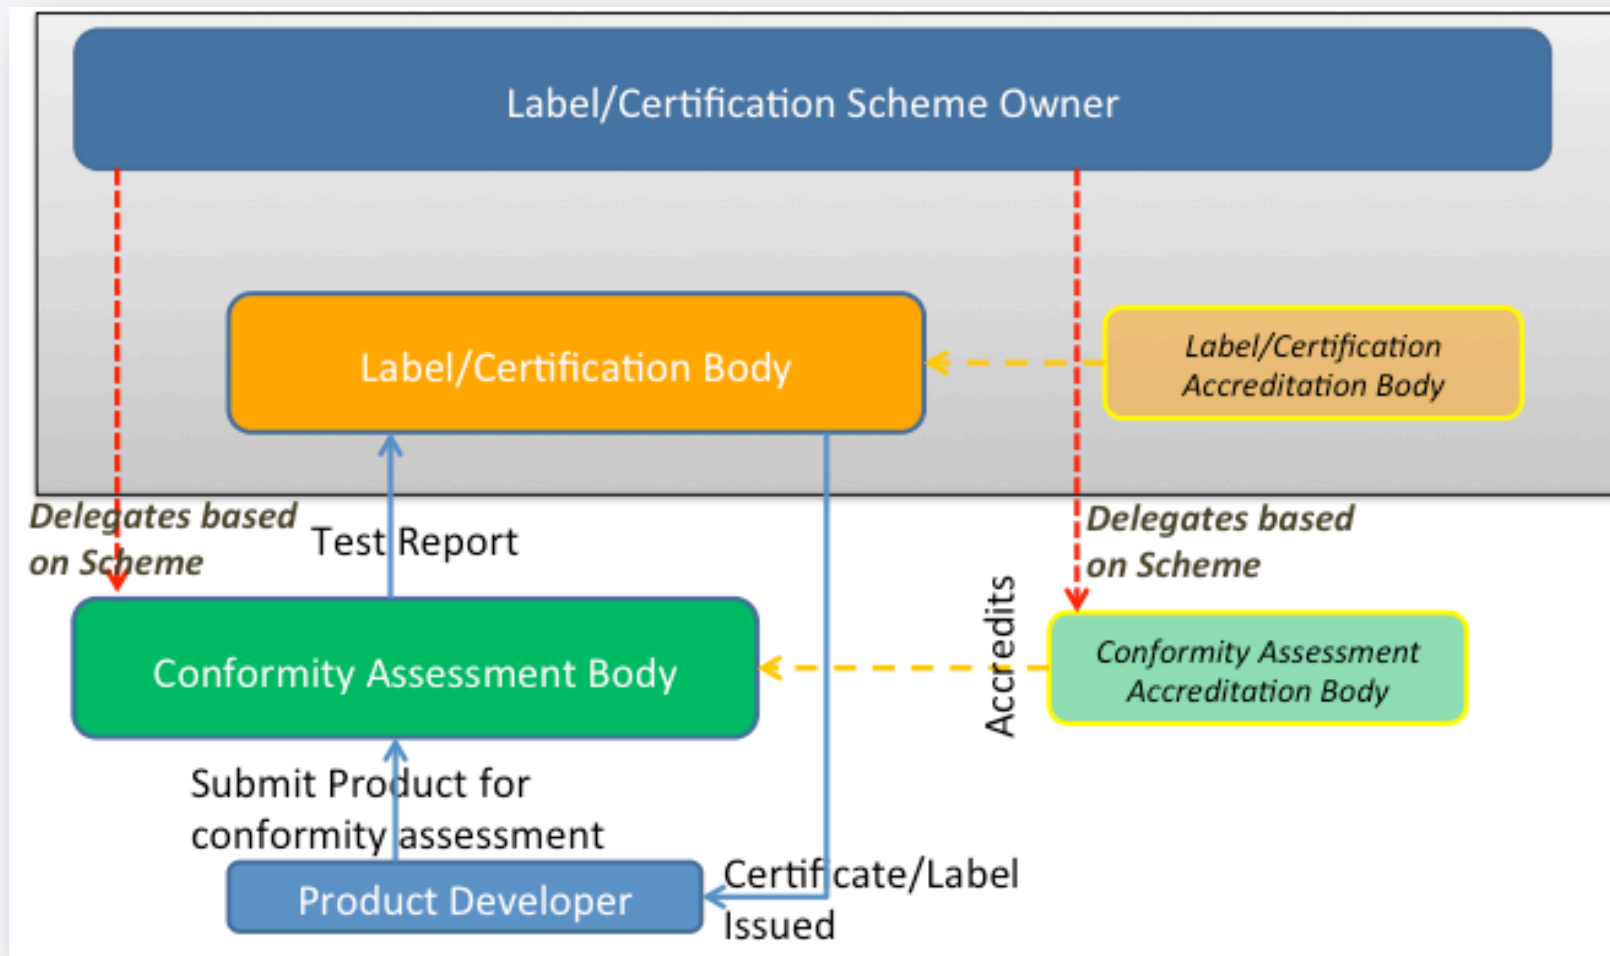 Label/Certification Scheme Owner
Label/Certification Body
Label/Certification
Accreditation Body
Delegates based
on Scheme
Test Report
Delegates based
on Scheme
Accredits
Conformity Assessment Body
Conformity Assessment
Accreditation Body
Submit Product for
conformity assessment
Product Developer
Certificate/Label
Issued